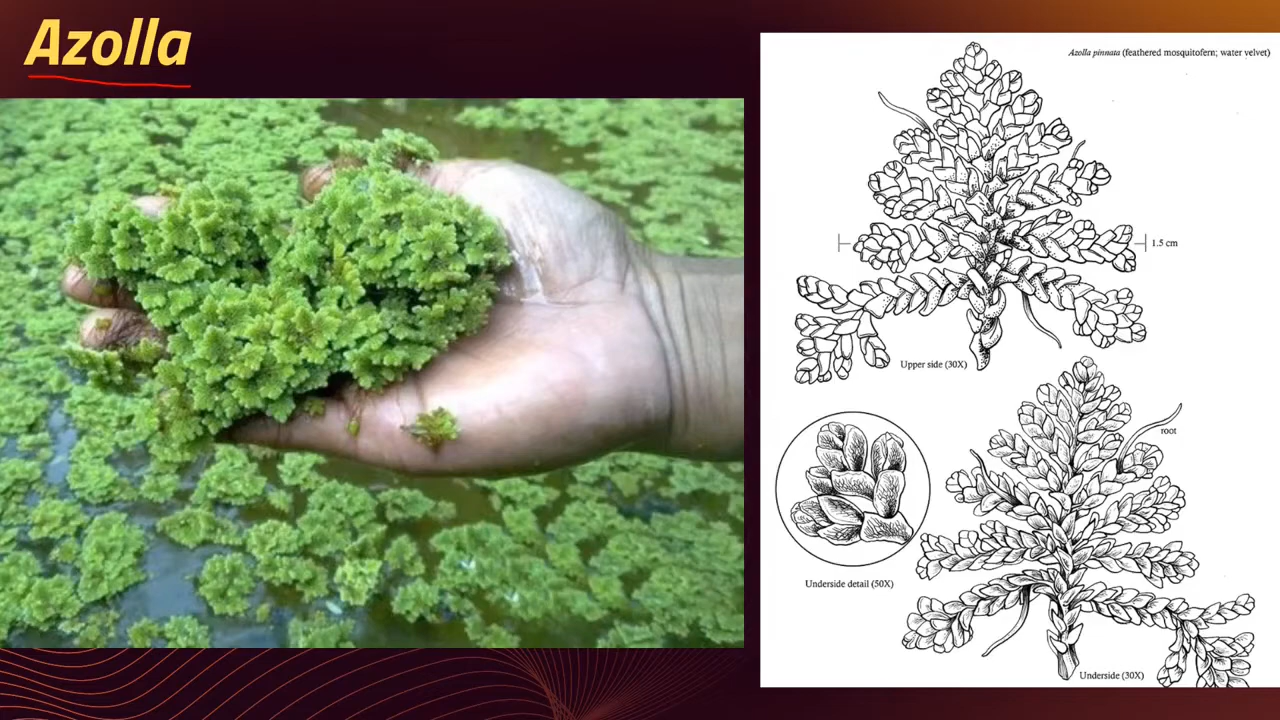 Azolla
Azolla pinnata (feathered mosquitofern; water velvet)
1.5 cm
Upper side (30X)
root
Underside detail (50X)
Underside (30X)